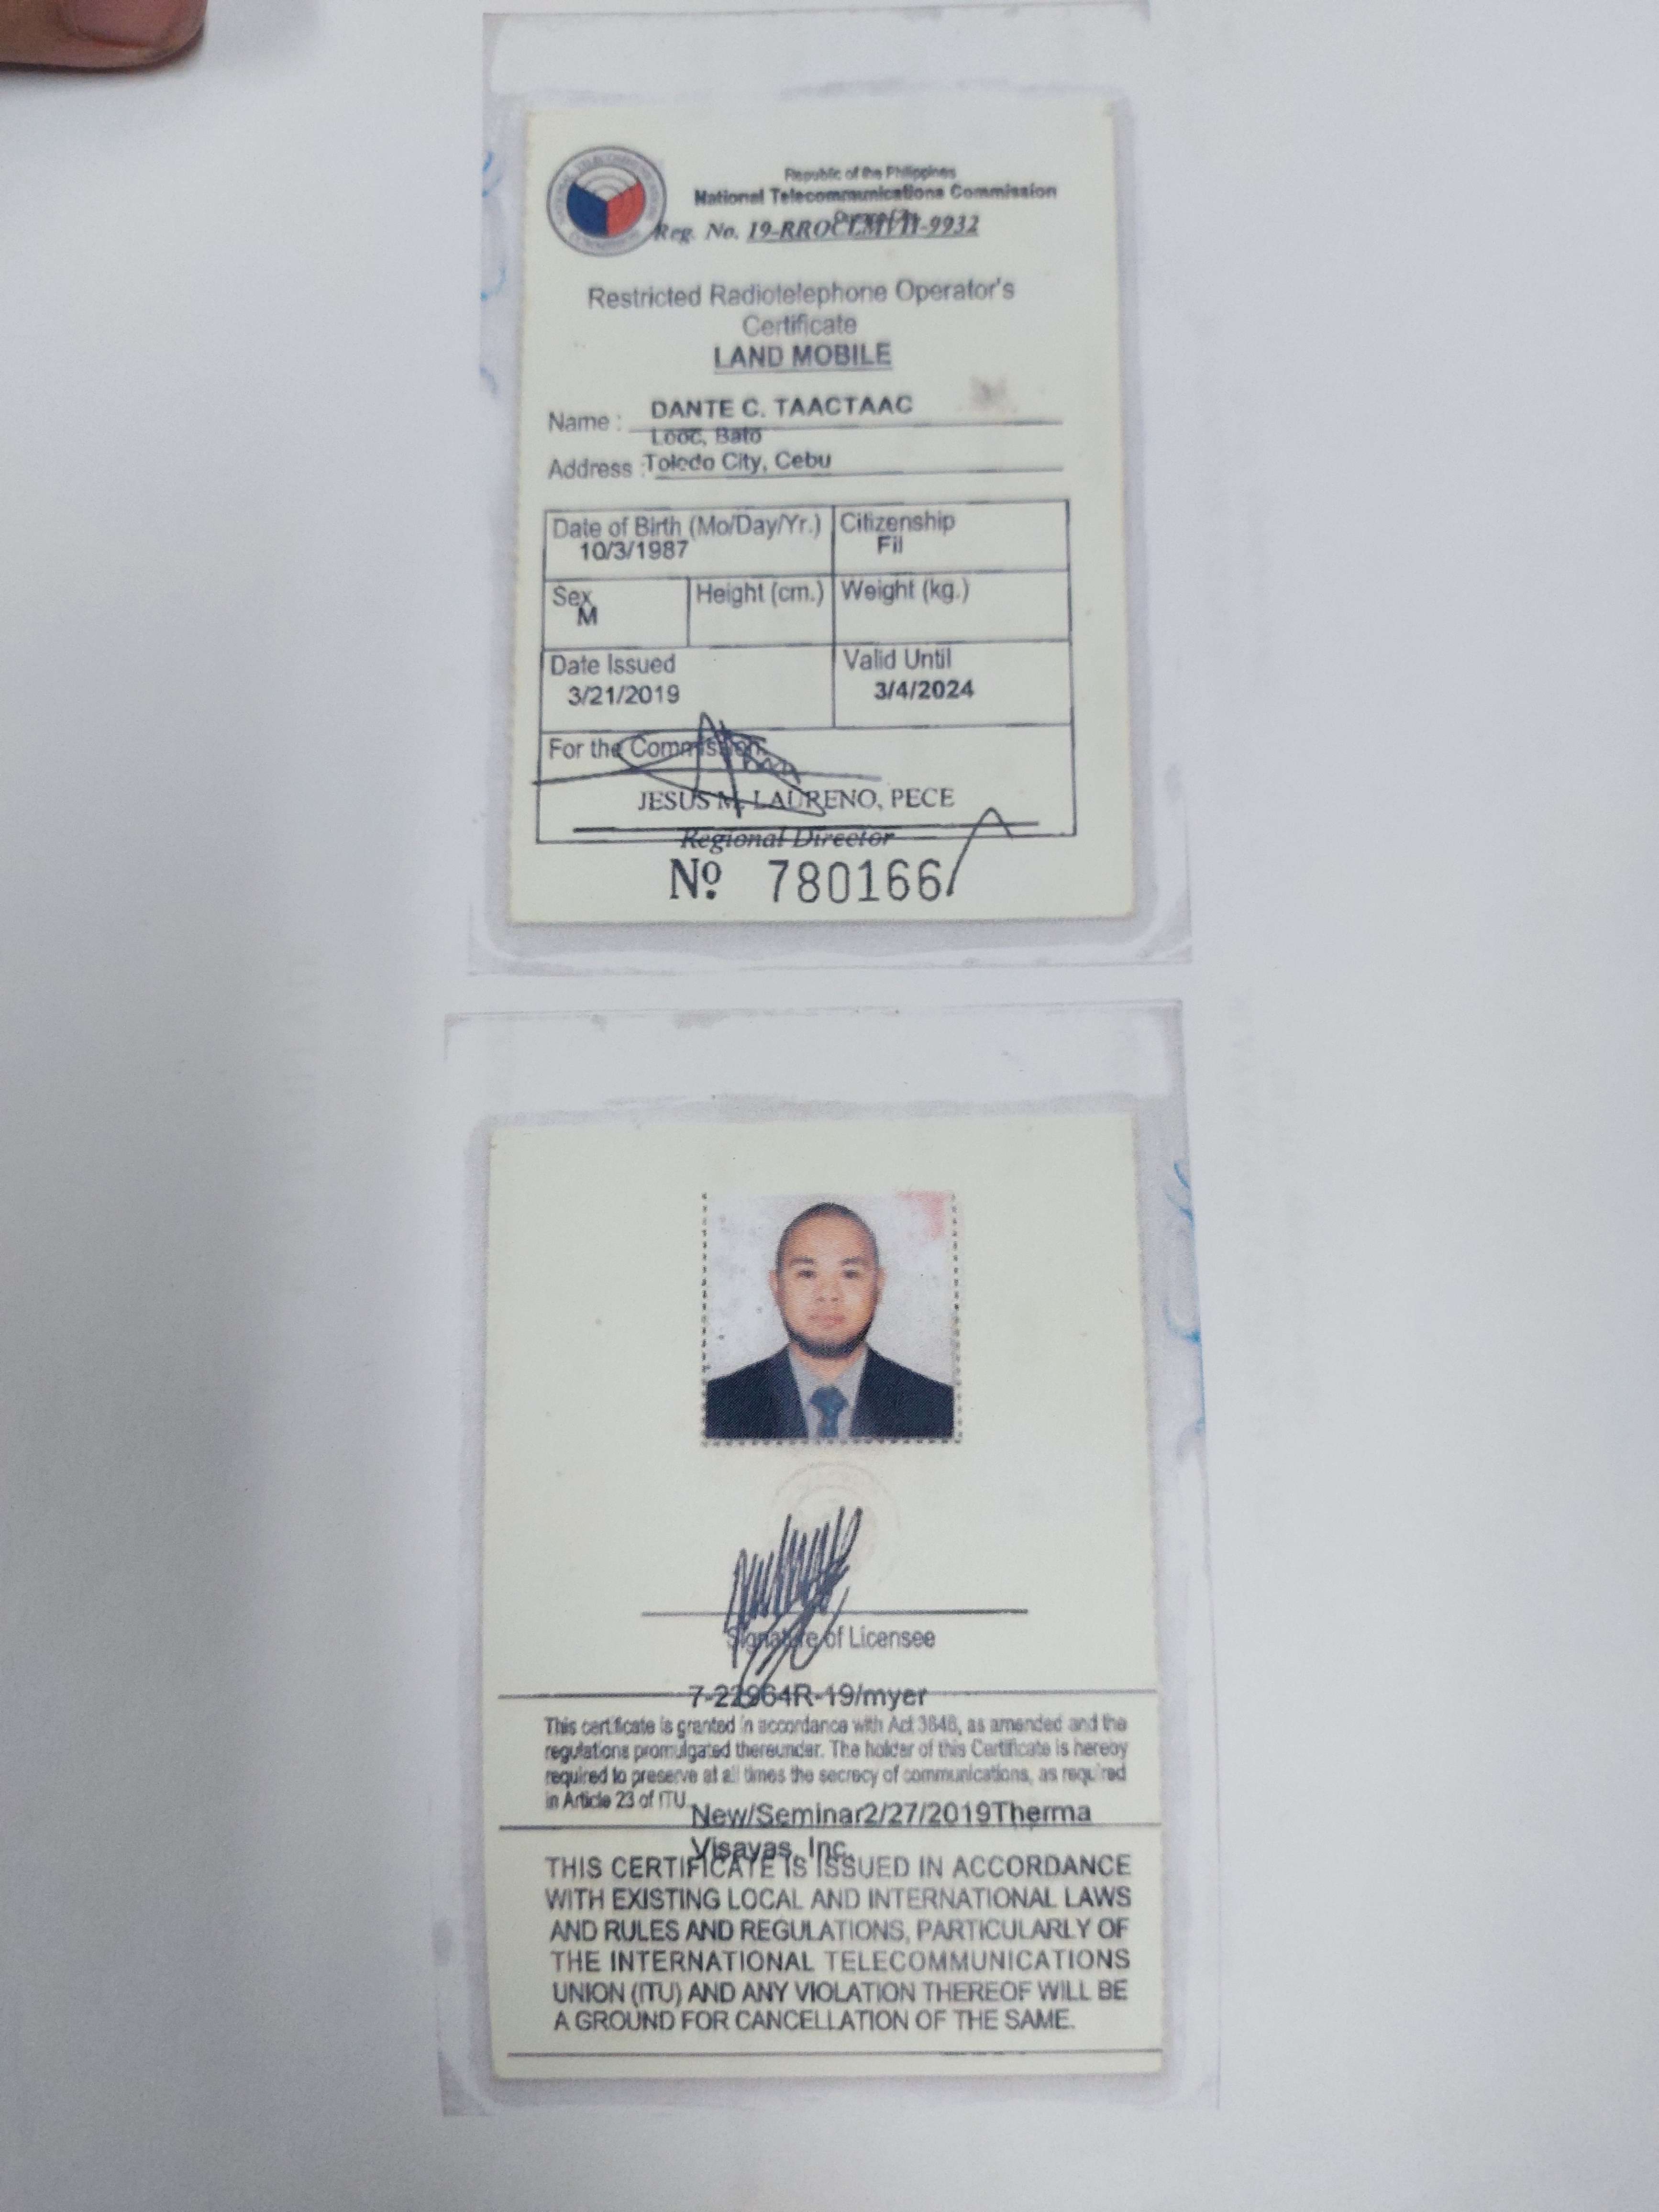 Republic of the Philippines
National Telecommunications Commission
Reg. No. 19-RROCLMVII-9932
Restricted Radiotelephone Operator's
Certificate
LAND MOBILE
Name : DANTE C. TAACTAAC
Looc, Bato
Address : Toledo City, Cebu
Date of Birth (Mo/Day/Yr.) Citizenship
10/3/1987 Fil
Sex Height (cm.) Weight (kg.)
M
Date Issued Valid Until
3/21/2019 3/4/2024
For the Commission:
JESUS M. LAURENO, PECE
Regional Director
Nº 780166
Signature of Licensee
7-22964R-19/myer
This certificate is granted in accordance with Act 3846, as amended and the
regulations promulgated thereunder. The holder of this Certificate is hereby
required to preserve at all times the secrecy of communications, as required
in Article 23 of ITU.
New/Seminar2/27/2019Therma
Visayas, Inc.
THIS CERTIFICATE IS ISSUED IN ACCORDANCE
WITH EXISTING LOCAL AND INTERNATIONAL LAWS
AND RULES AND REGULATIONS, PARTICULARLY OF
THE INTERNATIONAL TELECOMMUNICATIONS
UNION (ITU) AND ANY VIOLATION THEREOF WILL BE
A GROUND FOR CANCELLATION OF THE SAME.